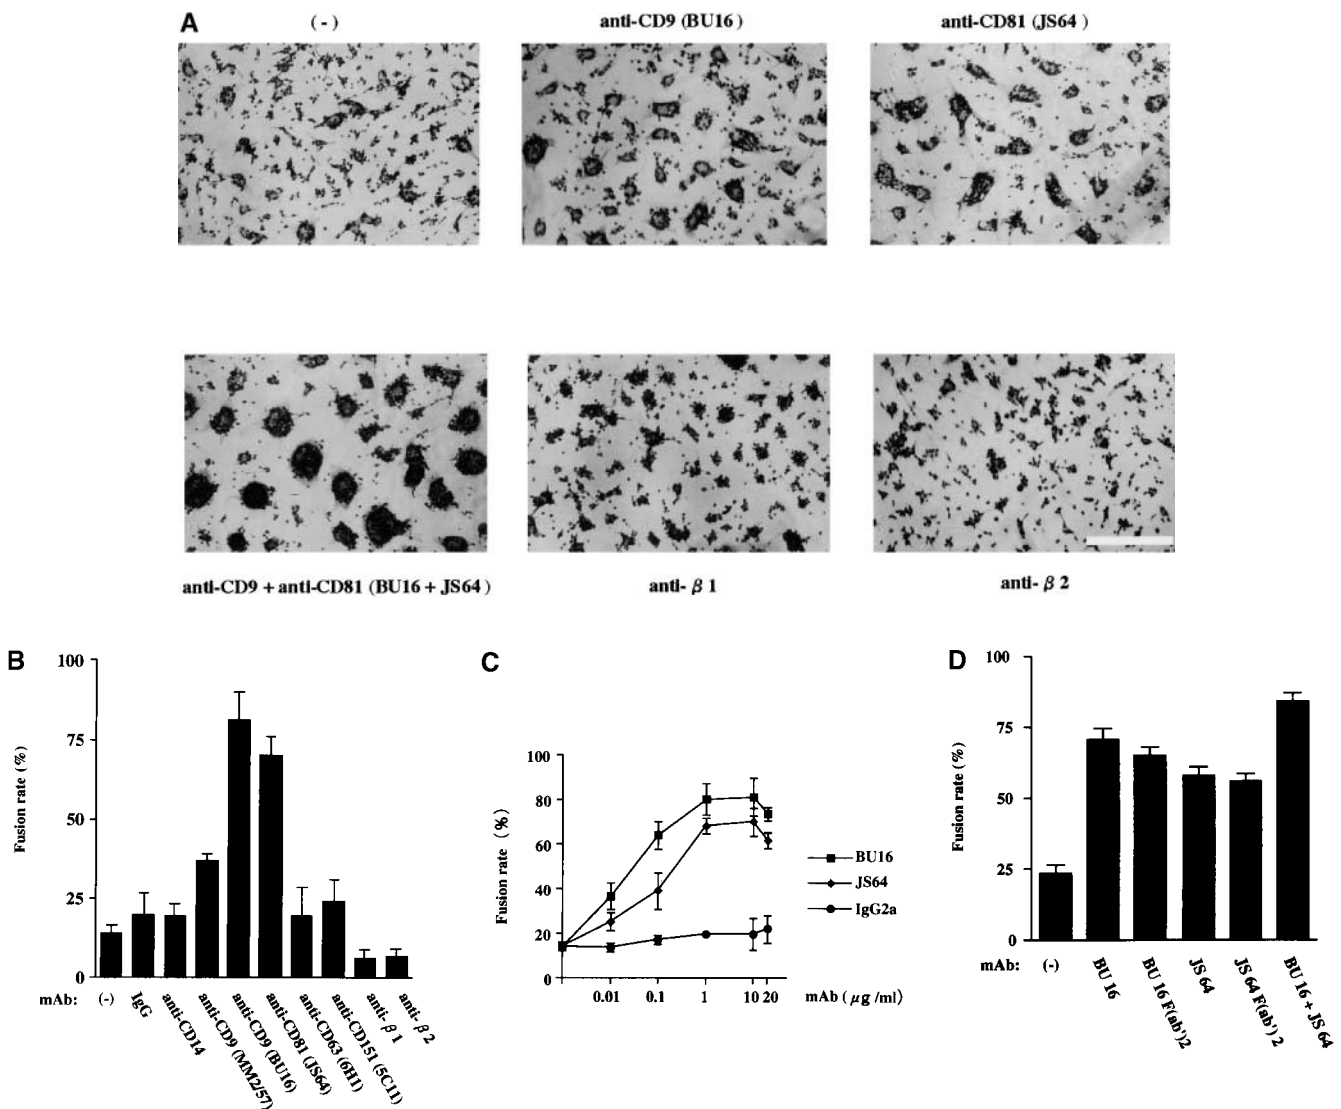 A
(-)
anti-CD9 (BU16)
anti-CD81 (JS64)
anti-CD9 + anti-CD81 (BU16 + JS64)
anti- β 1
anti- β 2
B
100
75
50
25
0
Fusion rate (%)
mAb:
(-)
IgG
anti-CD14
anti-CD9 (MM2/57)
anti-CD9 (BU16)
anti-CD81 (JS64)
anti-CD63 (6H1)
anti-CD151 (5C11)
anti- β 1
anti- β 2
C
100
80
60
40
20
0
Fusion rate (%)
0.01
0.1
1
10
20
mAb (μg /ml)
BU16
JS64
IgG2a
D
100
75
50
25
0
Fusion rate (%)
mAb:
(-)
BU 16
BU 16 F(ab')2
JS 64
JS 64 F(ab') 2
BU 16 + JS 64